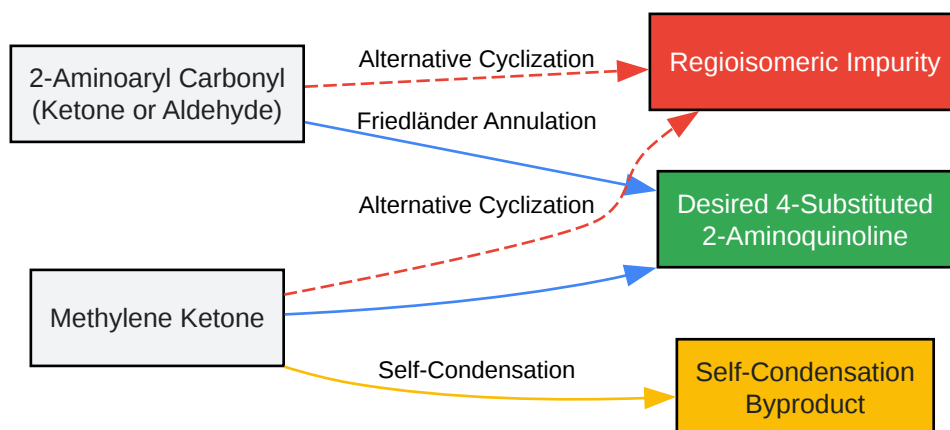 2-Aminoaryl Carbonyl
(Ketone or Aldehyde)
Alternative Cyclization
Regioisomeric Impurity
Friedländer Annulation
Alternative Cyclization
Desired 4-Substituted
2-Aminoquinoline
Methylene Ketone
Self-Condensation
Self-Condensation
Byproduct